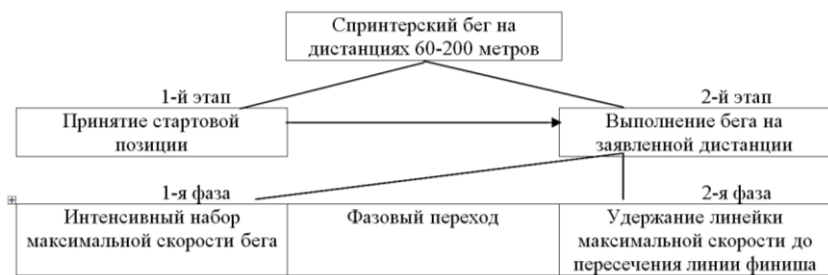 Спринтерский бег на
дистанциях 60-200 метров
1-й этап
2-й этап
Принятие стартовой
позиции
Выполнение бега на
заявленной дистанции
1-я фаза
2-я фаза
Интенсивный набор
максимальной скорости бега
Фазовый переход
Удержание линейки
максимальной скорости до
пересечения линии финиша